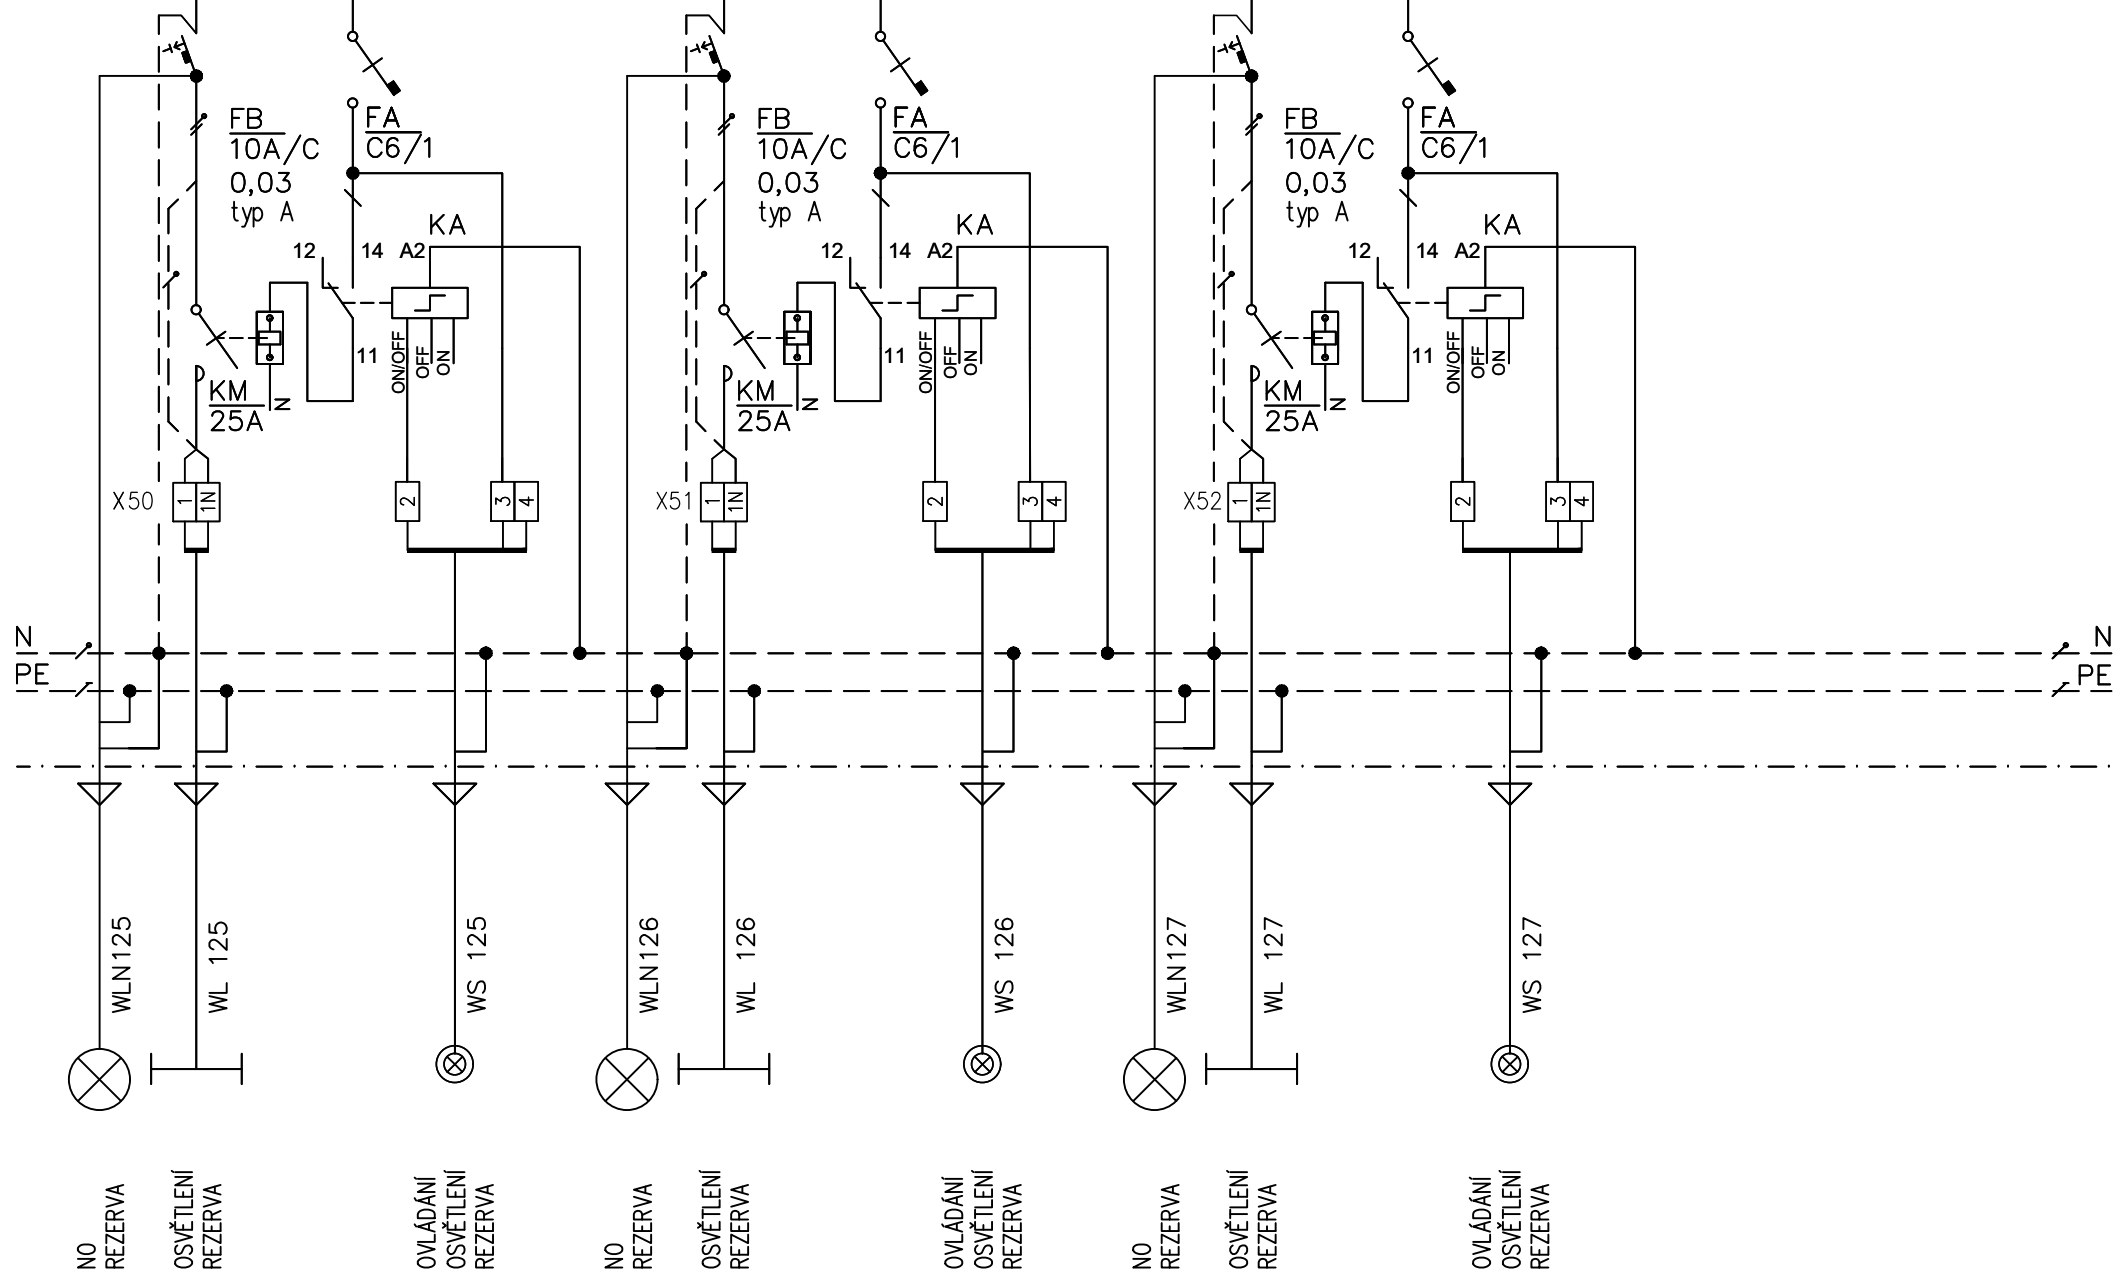 FB
10A/C
0,03
typ A
FA
C6/1
KA
12
14
A2
11
ON/OFF
OFF
ON
KM
25A
N
X50
1
1N
2
3
4
FB
10A/C
0,03
typ A
FA
C6/1
KA
12
14
A2
11
ON/OFF
OFF
ON
KM
25A
N
X51
1
1N
2
3
4
FB
10A/C
0,03
typ A
FA
C6/1
KA
12
14
A2
11
ON/OFF
OFF
ON
KM
25A
N
X52
1
1N
2
3
4
N
PE
N
PE
WLN125
WL 125
WS 125
WLN126
WL 126
WS 126
WLN127
WL 127
WS 127
NO
REZERVA
OSVĚTLENÍ
REZERVA
OVLÁDÁNÍ
OSVĚTLENÍ
REZERVA
NO
REZERVA
OSVĚTLENÍ
REZERVA
OVLÁDÁNÍ
OSVĚTLENÍ
REZERVA
NO
REZERVA
OSVĚTLENÍ
REZERVA
OVLÁDÁNÍ
OSVĚTLENÍ
REZERVA